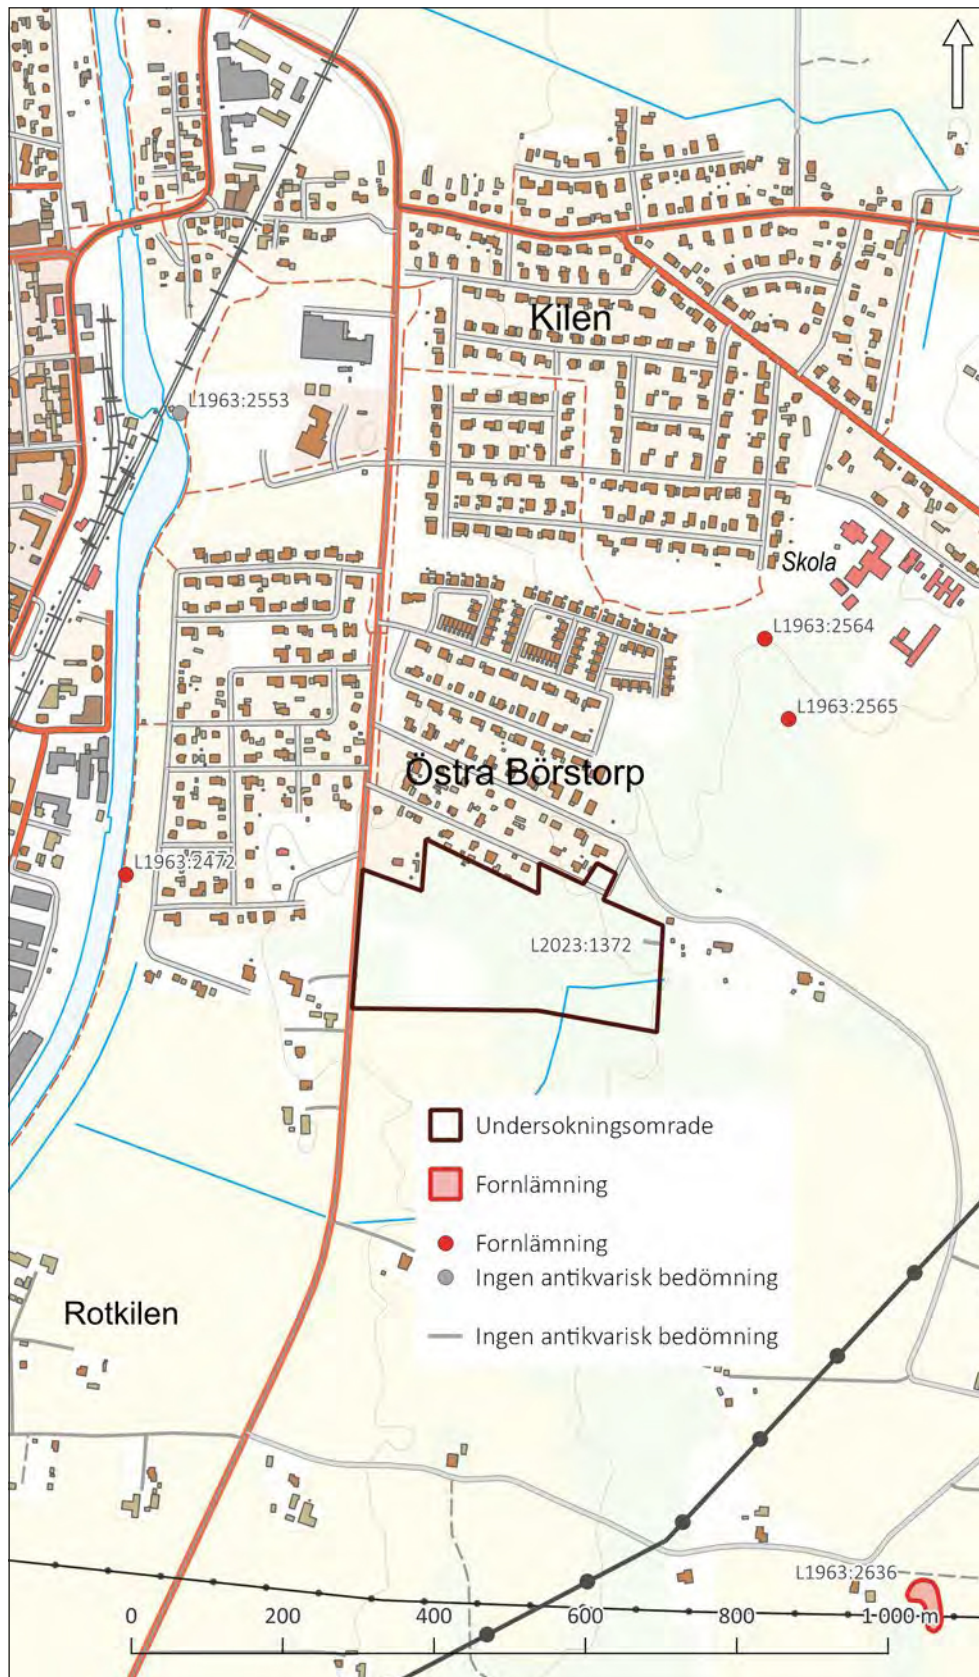 L1963:2553
Kilen
Skola
L1963:2564
L1963:2565
Östra Börstorp
L1963:2472
L2023:1372
Undersokningsomrade
Fornlämning
Fornlämning
Ingen antikvarisk bedömning
Ingen antikvarisk bedömning
Rotkilen
L1963:2636
0 200 400 600 800 1 000 m